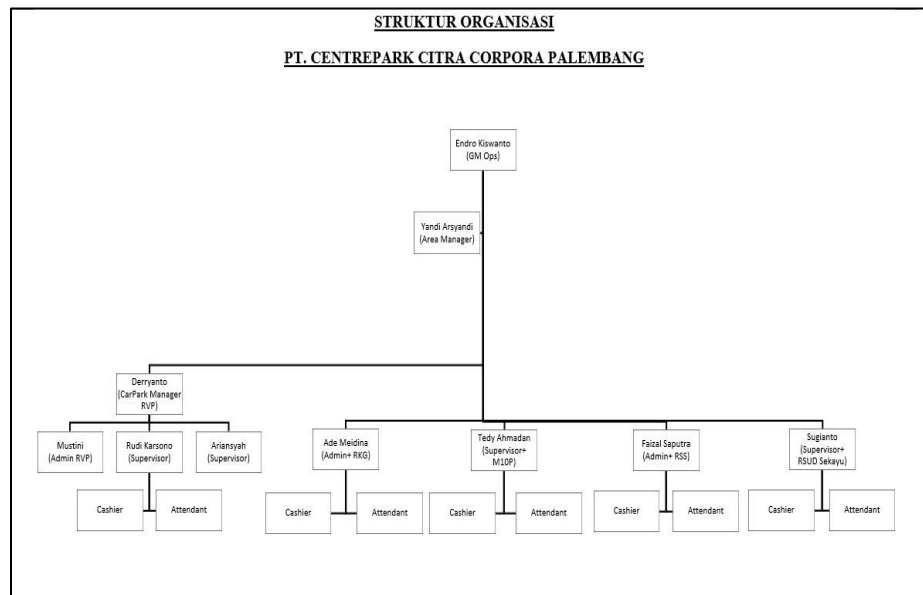 STRUKTUR ORGANISASI
PT. CENTREPARK CITRA CORPORA PALEMBANG
Endro Kiswanto
(GM Ops)
Yandi Arsyandi
(Area Manager)
Derryanto
(CarPark Manager
RVP)
Mustini
(Admin RVP)
Rudi Karsono
(Supervisor)
Ariansyah
(Supervisor)
Ade Meidina
(Admin+ RKG)
Tedy Ahmadan
(Supervisor+
M10P)
Faizal Saputra
(Admin+ RSS)
Sugianto
(Supervisor+
RSUD Sekayu)
Cashier
Attendant
Cashier
Attendant
Cashier
Attendant
Cashier
Attendant
Cashier
Attendant